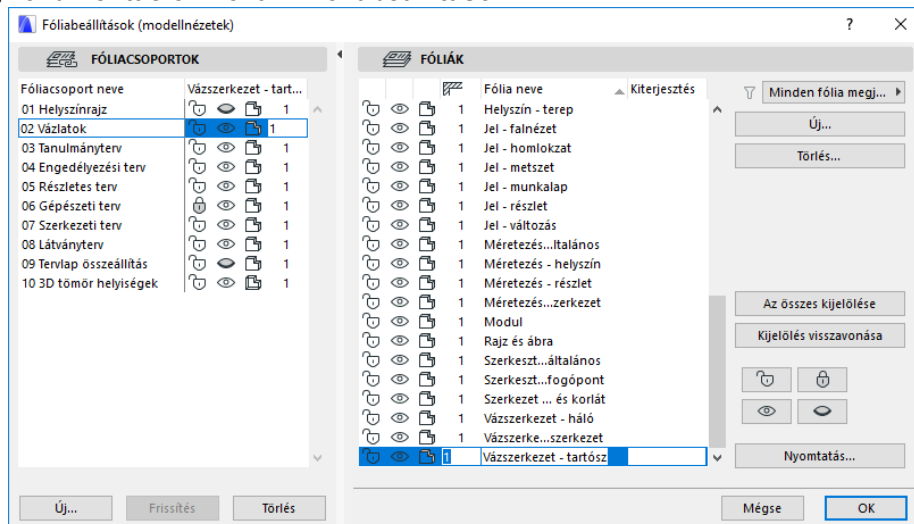 Fóliabeállítások (modellnézetek)
? X
FÓLIACSOPORTOK
Fóliacsoport neve Vázszerkezet - tart...
01 Helyszínrajz 1
02 Vázlatok 1
03 Tanulmányterv 1
04 Engedélyezési terv 1
05 Részletes terv 1
06 Gépészeti terv 1
07 Szerkezeti terv 1
08 Látványterv 1
09 Tervlap összeállítás 1
10 3D tömör helyiségek 1
Új... Frissítés Törlés
FÓLIÁK
Fólia neve Kiterjesztés
1 Helyszín - terep
1 Jel - falnézet
1 Jel - homlokzat
1 Jel - metszet
1 Jel - munkalap
1 Jel - részlet
1 Jel - változás
1 Méretezés...ltalános
1 Méretezés - helyszín
1 Méretezés - részlet
1 Méretezés...zerkezet
1 Modul
1 Rajz és ábra
1 Szerkeszt...általános
1 Szerkeszt...fogópont
1 Szerkezet ... és korlát
1 Vázszerkezet - háló
1 Vázszerke...szerkezet
1 Vázszerkezet - tartósz
Minden fólia megj...
Új...
Törlés...
Az összes kijelölése
Kijelölés visszavonása
Nyomtatás...
Mégse OK